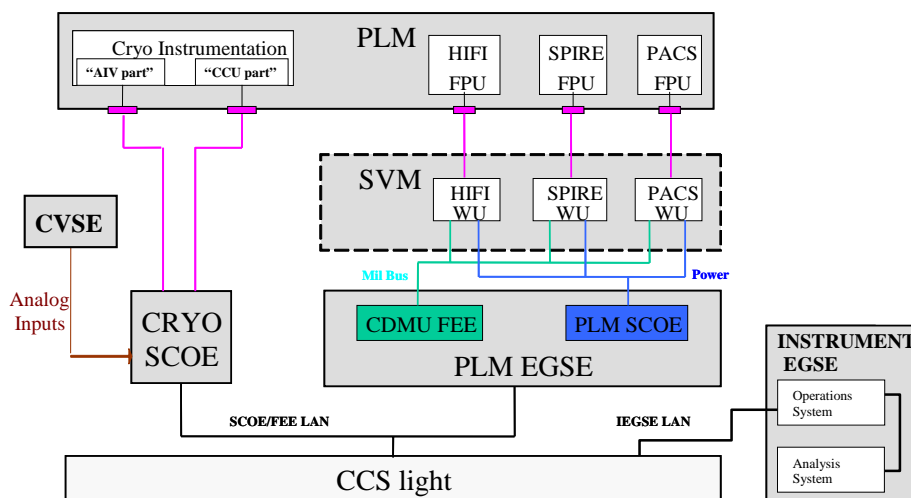 PLM
Cryo Instrumentation
“AIV part”
“CCU part”
HIFI
FPU
SPIRE
FPU
PACS
FPU
SVM
HIFI
WU
SPIRE
WU
PACS
WU
CVSE
Mil Bus
Power
Analog
Inputs
CRYO
SCOE
CDMU FEE
PLM SCOE
PLM EGSE
INSTRUMENT
EGSE
Operations
System
Analysis
System
SCOE/FEE LAN
IEGSE LAN
CCS light